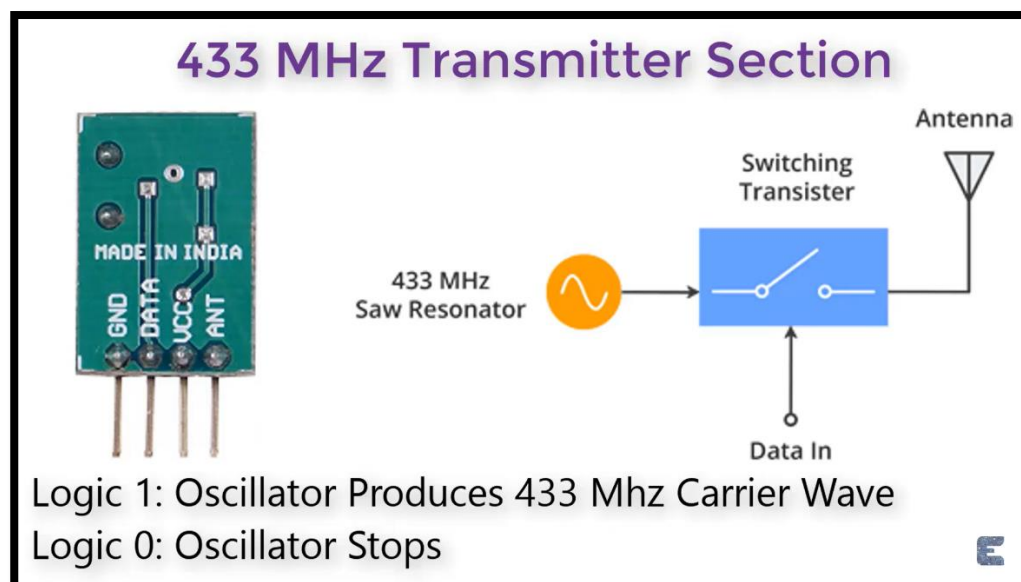 433 MHz Transmitter Section
MADE IN INDIA
GND
DATA
VCC
ANT
Antenna
Switching
Transister
433 MHz
Saw Resonator
Data In
Logic 1: Oscillator Produces 433 Mhz Carrier Wave
Logic 0: Oscillator Stops
E